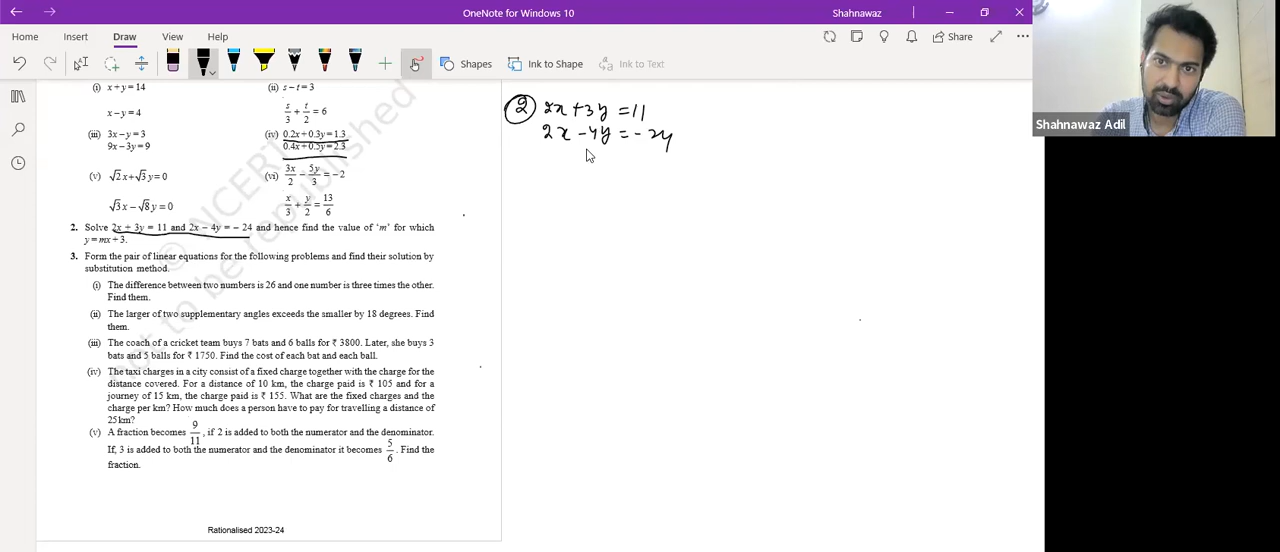 OneNote for Windows 10
Shahnawaz
Home Insert Draw View Help
Share
Shapes Ink to Shape Ink to Text
(i) x + y = 14
x – y = 4
(ii) s – t = 3
s/3 + t/2 = 6
(iii) 3x – y = 3
9x – 3y = 9
(iv) 0.2x + 0.3y = 1.3
0.4x + 0.5y = 2.3
(v) √2 x + √3 y = 0
√3 x – √8 y = 0
(vi) 3x/2 – 5y/3 = –2
x/3 + y/2 = 13/6
2. Solve 2x + 3y = 11 and 2x – 4y = – 24 and hence find the value of ‘m’ for which
y = mx + 3.
3. Form the pair of linear equations for the following problems and find their solution by
substitution method.
(i) The difference between two numbers is 26 and one number is three times the other.
Find them.
(ii) The larger of two supplementary angles exceeds the smaller by 18 degrees. Find
them.
(iii) The coach of a cricket team buys 7 bats and 6 balls for ₹ 3800. Later, she buys 3
bats and 5 balls for ₹ 1750. Find the cost of each bat and each ball.
(iv) The taxi charges in a city consist of a fixed charge together with the charge for the
distance covered. For a distance of 10 km, the charge paid is ₹ 105 and for a
journey of 15 km, the charge paid is ₹ 155. What are the fixed charges and the
charge per km? How much does a person have to pay for travelling a distance of
25 km?
(v) A fraction becomes 9/11, if 2 is added to both the numerator and the denominator.
If, 3 is added to both the numerator and the denominator it becomes 5/6. Find the
fraction.
Rationalised 2023-24
© NCERT
not to be republished
② 2x + 3y = 11
2x – 4y = – 24
Shahnawaz Adil